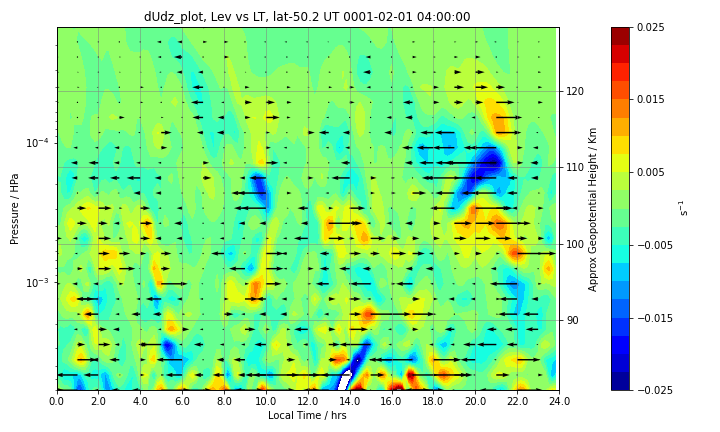 dUdz_plot, Lev vs LT, lat-50.2 UT 0001-02-01 04:00:00
Pressure / HPa
10⁻⁴
10⁻³
0.0 2.0 4.0 6.0 8.0 10.0 12.0 14.0 16.0 18.0 20.0 22.0 24.0
Local Time / hrs
120
110
100
90
Approx Geopotential Height / Km
0.025
0.015
0.005
−0.005
−0.015
−0.025
s⁻¹